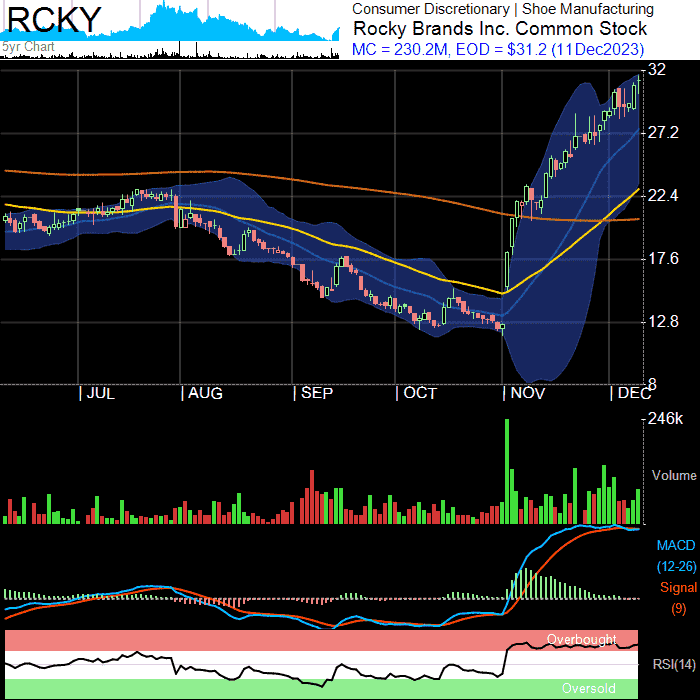 RCKY
5yr Chart
Consumer Discretionary | Shoe Manufacturing
Rocky Brands Inc. Common Stock
MC = 230.2M, EOD = $31.2 (11Dec2023)
32
27.2
22.4
17.6
12.8
8
JUL AUG SEP OCT NOV DEC
246k
Volume
MACD
(12-26)
Signal
(9)
Overbought
RSI(14)
Oversold